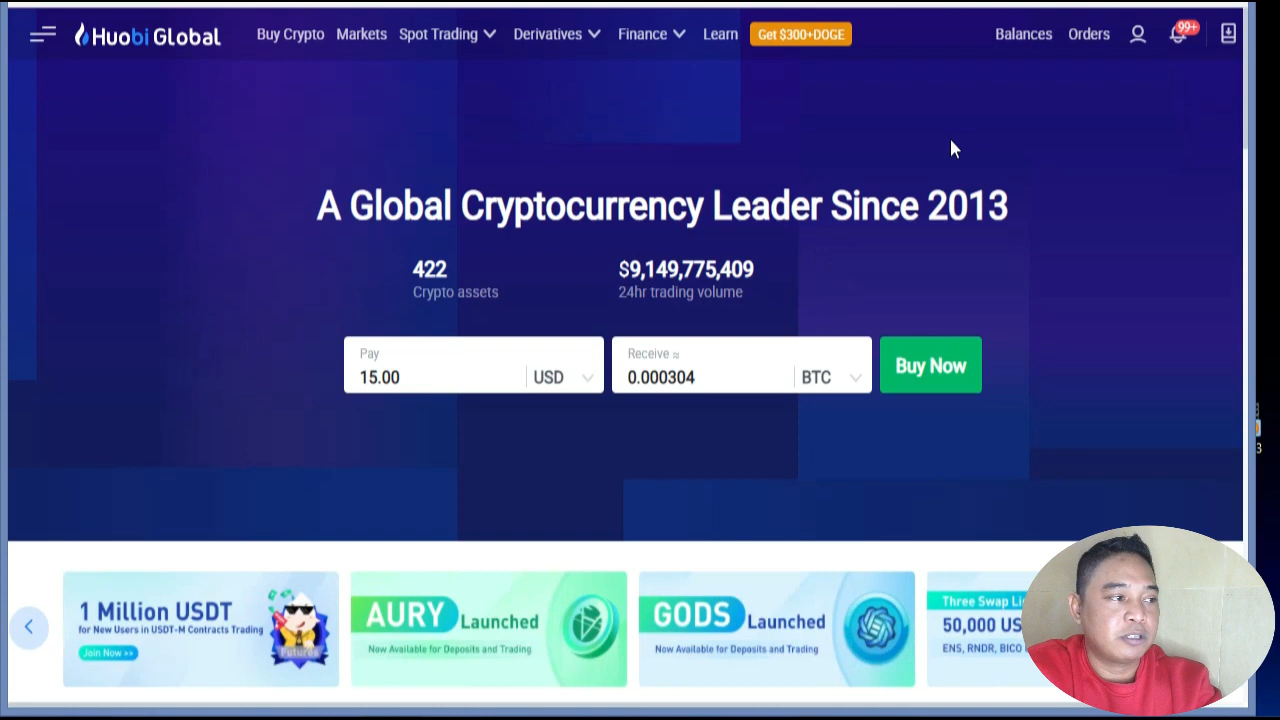 Huobi Global
Buy Crypto
Markets
Spot Trading
Derivatives
Finance
Learn
Get $300+DOGE
Balances
Orders
99+
A Global Cryptocurrency Leader Since 2013
422
Crypto assets
$9,149,775,409
24hr trading volume
Pay
15.00
USD
Receive ≈
0.000304
BTC
Buy Now
1 Million USDT
for New Users in USDT-M Contracts Trading
Join Now >>
Futures
AURY Launched
Now Available for Deposits and Trading
GODS Launched
Now Available for Deposits and Trading
Three Swap
50,000
ENS, RNDR, BICO
3